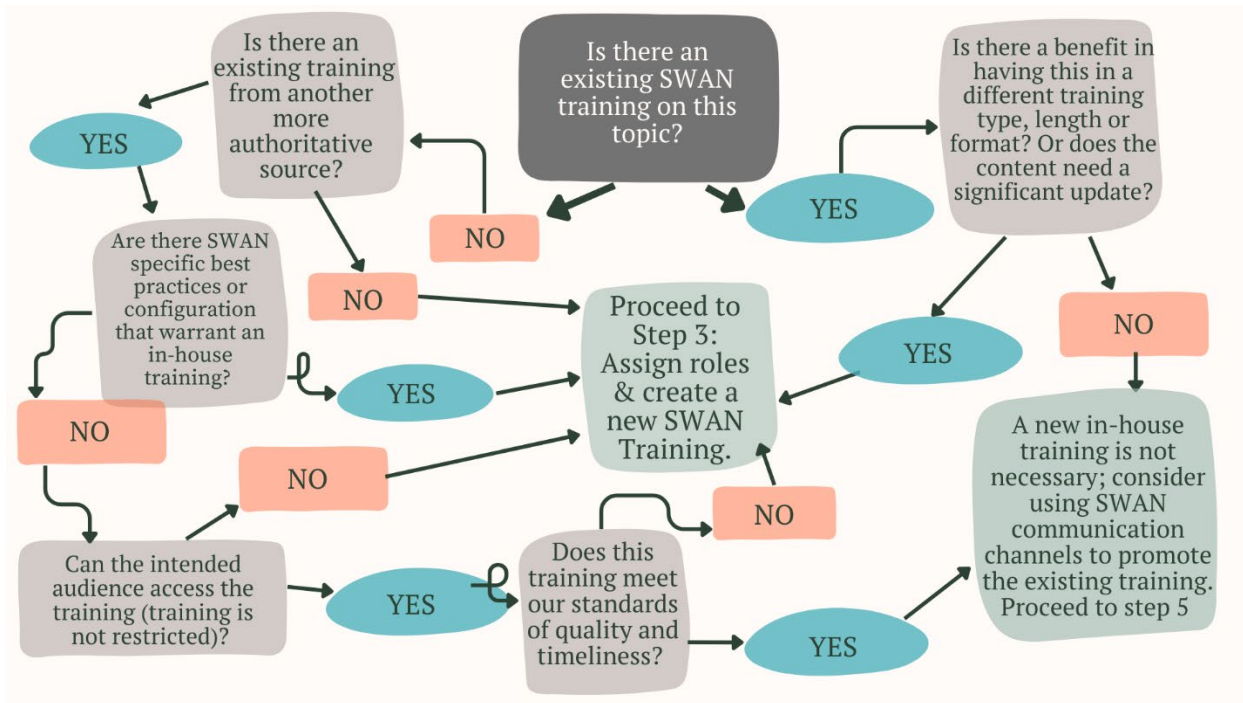 Is there an
existing SWAN
training on this
topic?
NO
YES
Is there an
existing training
from another
more
authoritative
source?
YES
NO
Are there SWAN
specific best
practices or
configuration
that warrant an
in-house
training?
NO
YES
Can the intended
audience access the
training (training is
not restricted)?
NO
YES
Does this
training meet
our standards
of quality and
timeliness?
NO
YES
Is there a benefit in
having this in a
different training
type, length or
format? Or does the
content need a
significant update?
YES
NO
Proceed to
Step 3:
Assign roles
& create a
new SWAN
Training.
A new in-house
training is not
necessary; consider
using SWAN
communication
channels to promote
the existing training.
Proceed to step 5